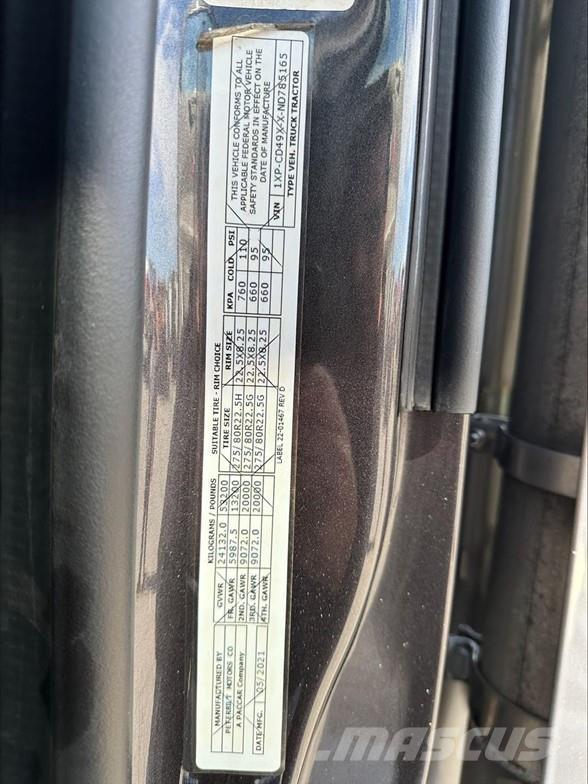 MANUFACTURED BY
PETERBILT MOTORS CO
A PACCAR Company
DATE MFG. 05/2021
KILOGRAMS / POUNDS
GVWR 24132.0 53200
FR. GAWR 5987.5 13200
2ND. GAWR 9072.0 20000
3RD. GAWR 9072.0 20000
4TH. GAWR
SUITABLE TIRE - RIM CHOICE
TIRE SIZE RIM SIZE KPA COLD PSI
275/80R22.5H 22.5X8.25 760 110
275/80R22.5G 22.5X8.25 660 95
275/80R22.5G 22.5X8.25 660 95
LABEL 22-01467 REV D
THIS VEHICLE CONFORMS TO ALL
APPLICABLE FEDERAL MOTOR VEHICLE
SAFETY STANDARDS IN EFFECT ON THE
DATE OF MANUFACTURE
VIN 1XP-CD49X-X-ND785165
TYPE VEH. TRUCK TRACTOR
MASCUS